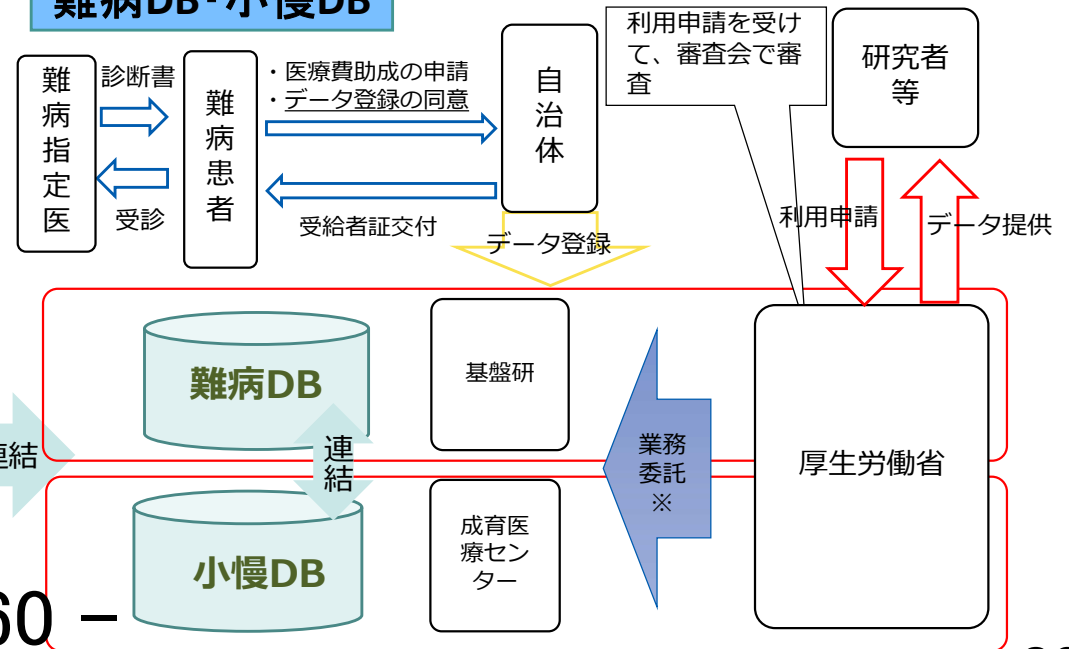 難病DB・小慢DB
難病指定医
診断書
受診
難病患者
・医療費助成の申請
・データ登録の同意
受給者証交付
自治体
データ登録
利用申請を受け
て、審査会で審
査
研究者
等
利用申請
データ提供
難病DB
基盤研
連結
連結
業務
委託
※
厚生労働省
小慢DB
成育医
療セン
ター
60 −